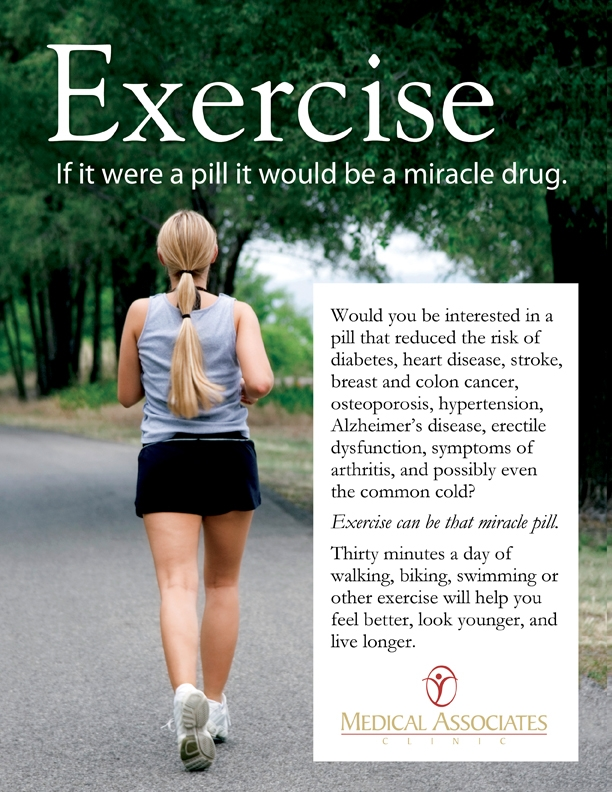 Exercise
If it were a pill it would be a miracle drug.
Would you be interested in a
pill that reduced the risk of
diabetes, heart disease, stroke,
breast and colon cancer,
osteoporosis, hypertension,
Alzheimer’s disease, erectile
dysfunction, symptoms of
arthritis, and possibly even
the common cold?
Exercise can be that miracle pill.
Thirty minutes a day of
walking, biking, swimming or
other exercise will help you
feel better, look younger, and
live longer.
MEDICAL ASSOCIATES
CLINIC